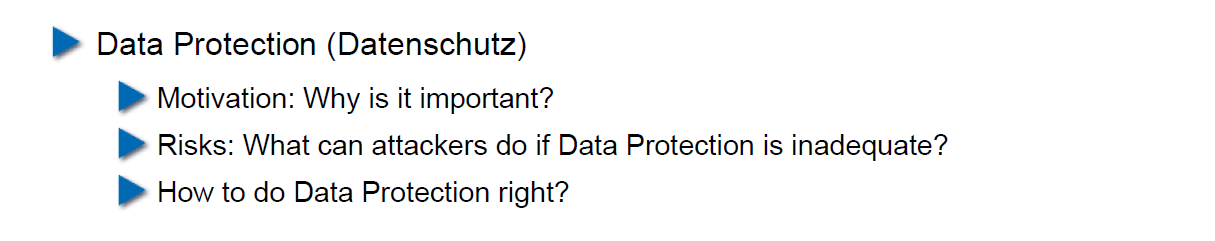 Data Protection (Datenschutz)
Motivation: Why is it important?
Risks: What can attackers do if Data Protection is inadequate?
How to do Data Protection right?